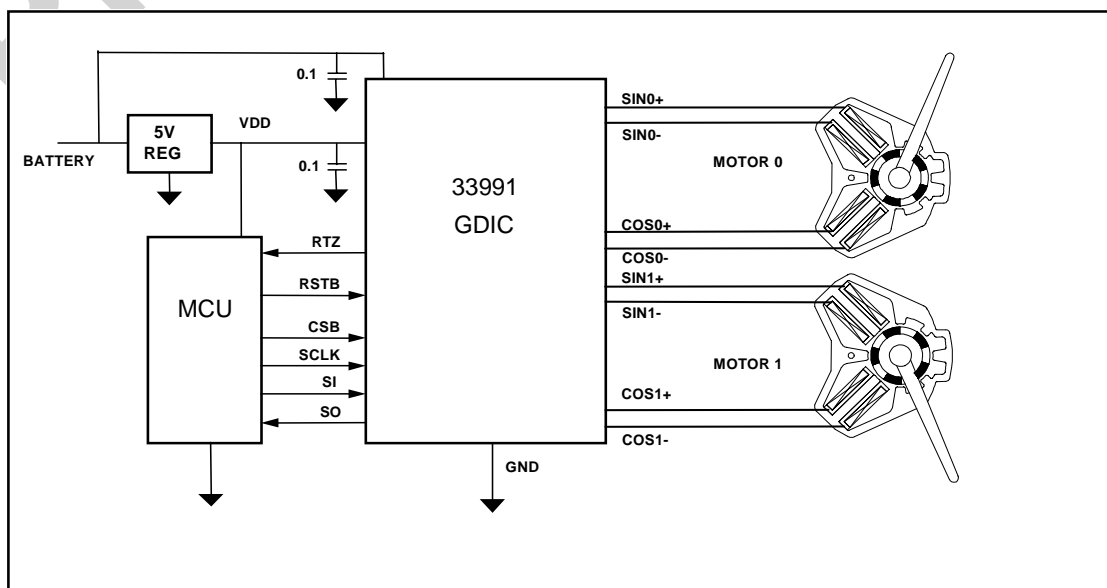 0.1
5V
REG
VDD
BATTERY
0.1
33991
GDIC
MCU
RTZ
RSTB
CSB
SCLK
SI
SO
GND
SIN0+
SIN0-
MOTOR 0
COS0+
COS0-
SIN1+
SIN1-
MOTOR 1
COS1+
COS1-